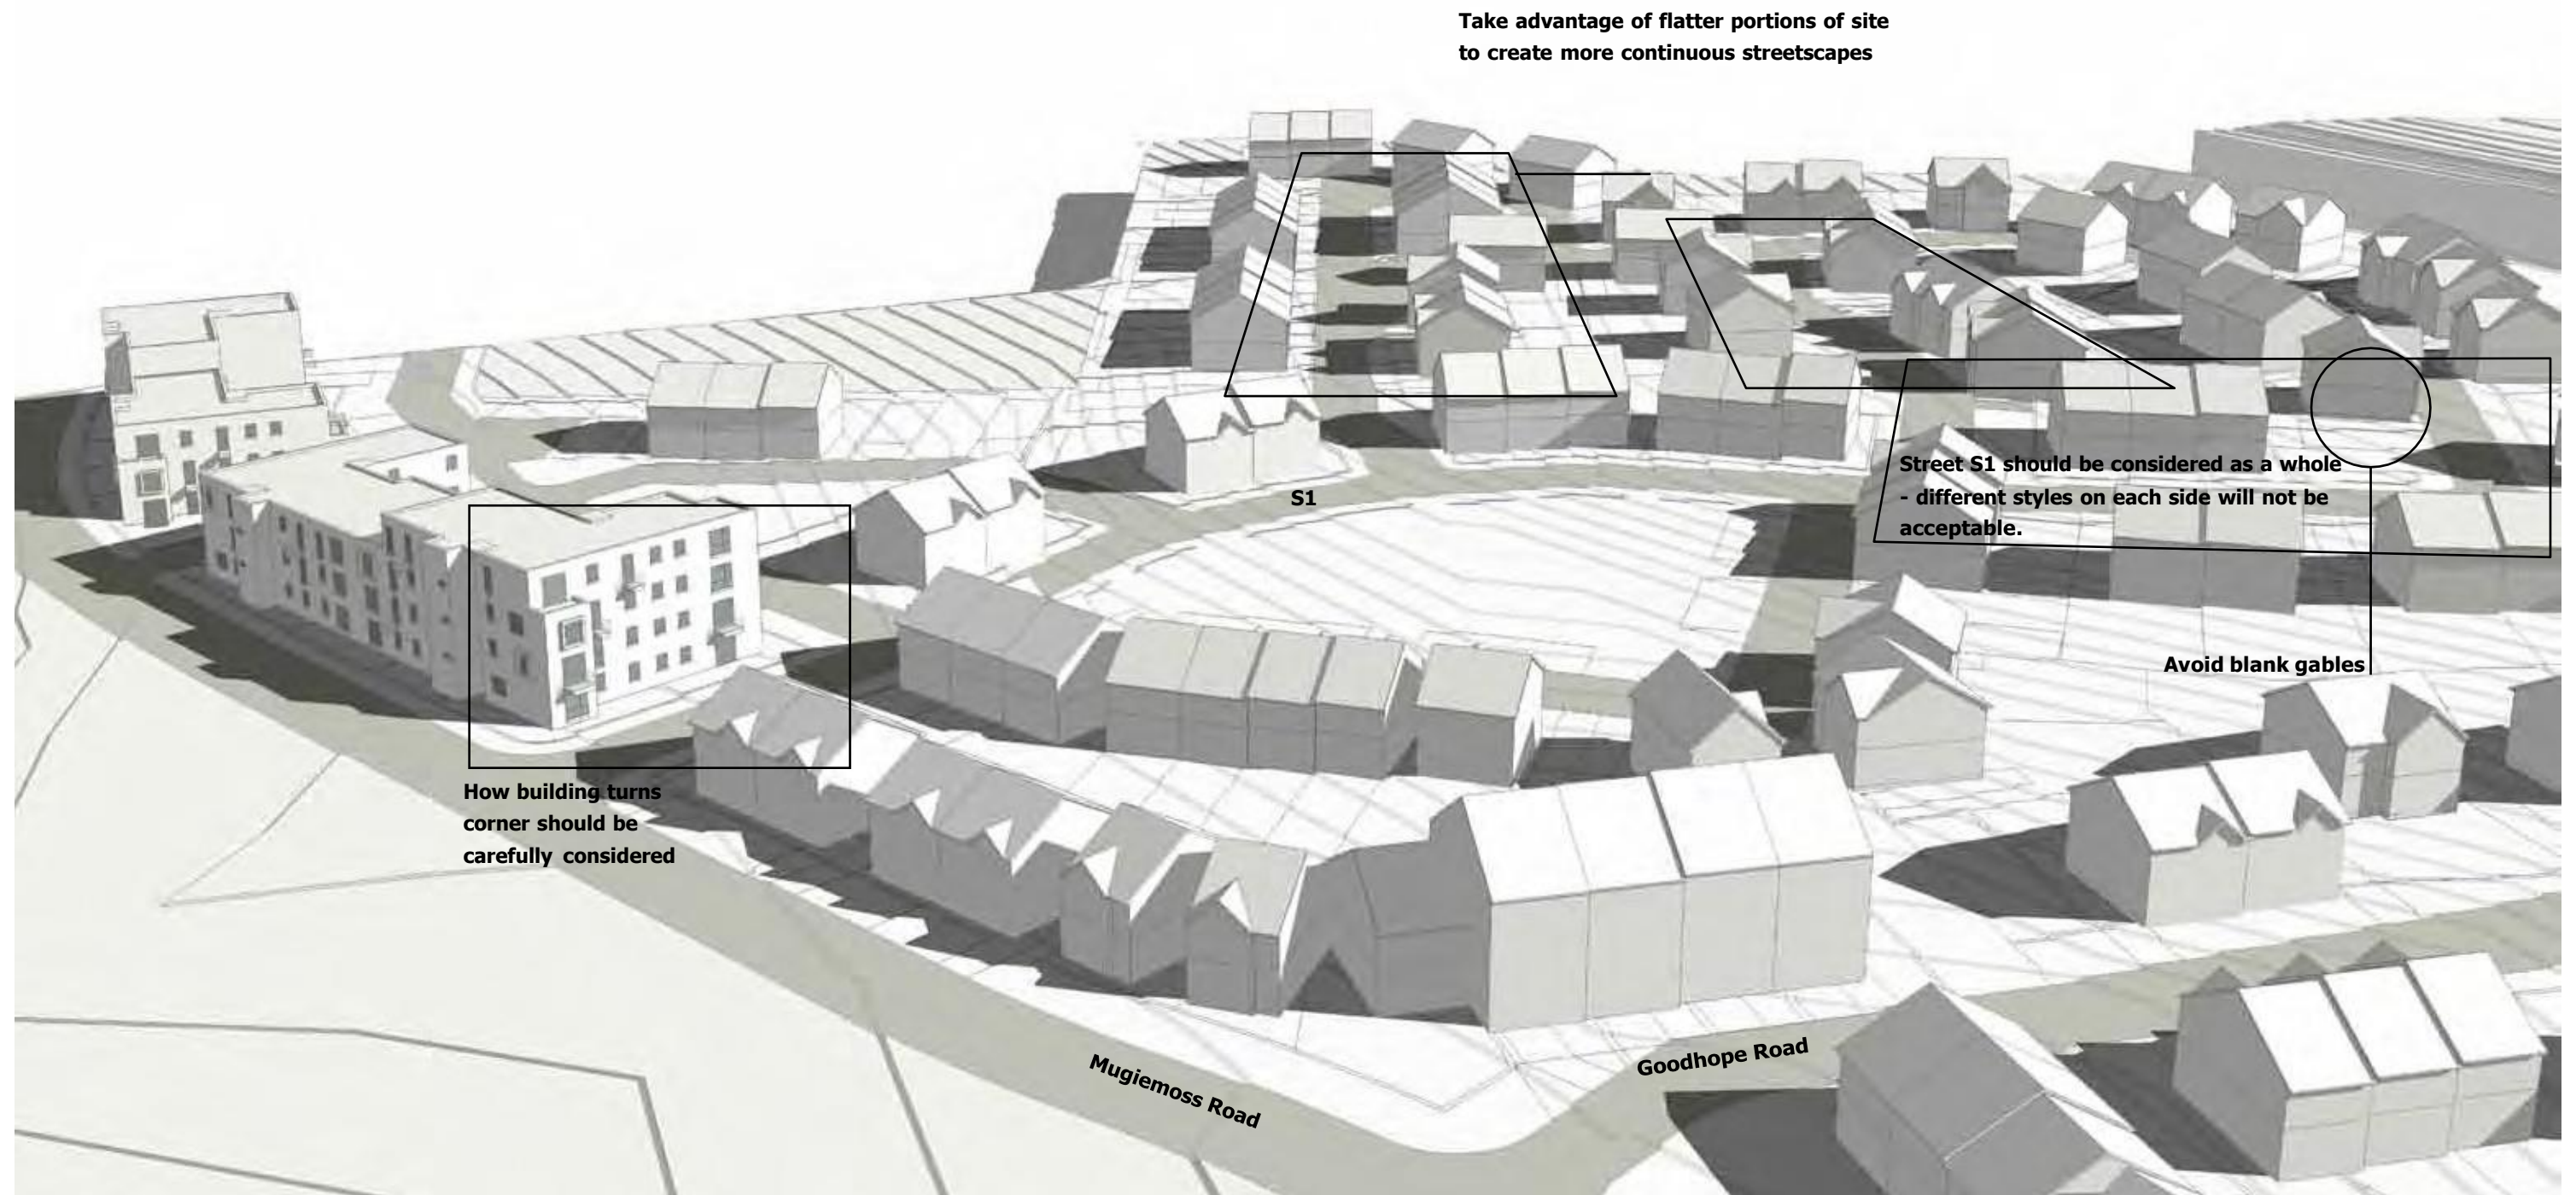 Take advantage of flatter portions of site
to create more continuous streetscapes
Street S1 should be considered as a whole
- different styles on each side will not be
acceptable.
S1
Avoid blank gables
How building turns
corner should be
carefully considered
Mugiemoss Road
Goodhope Road